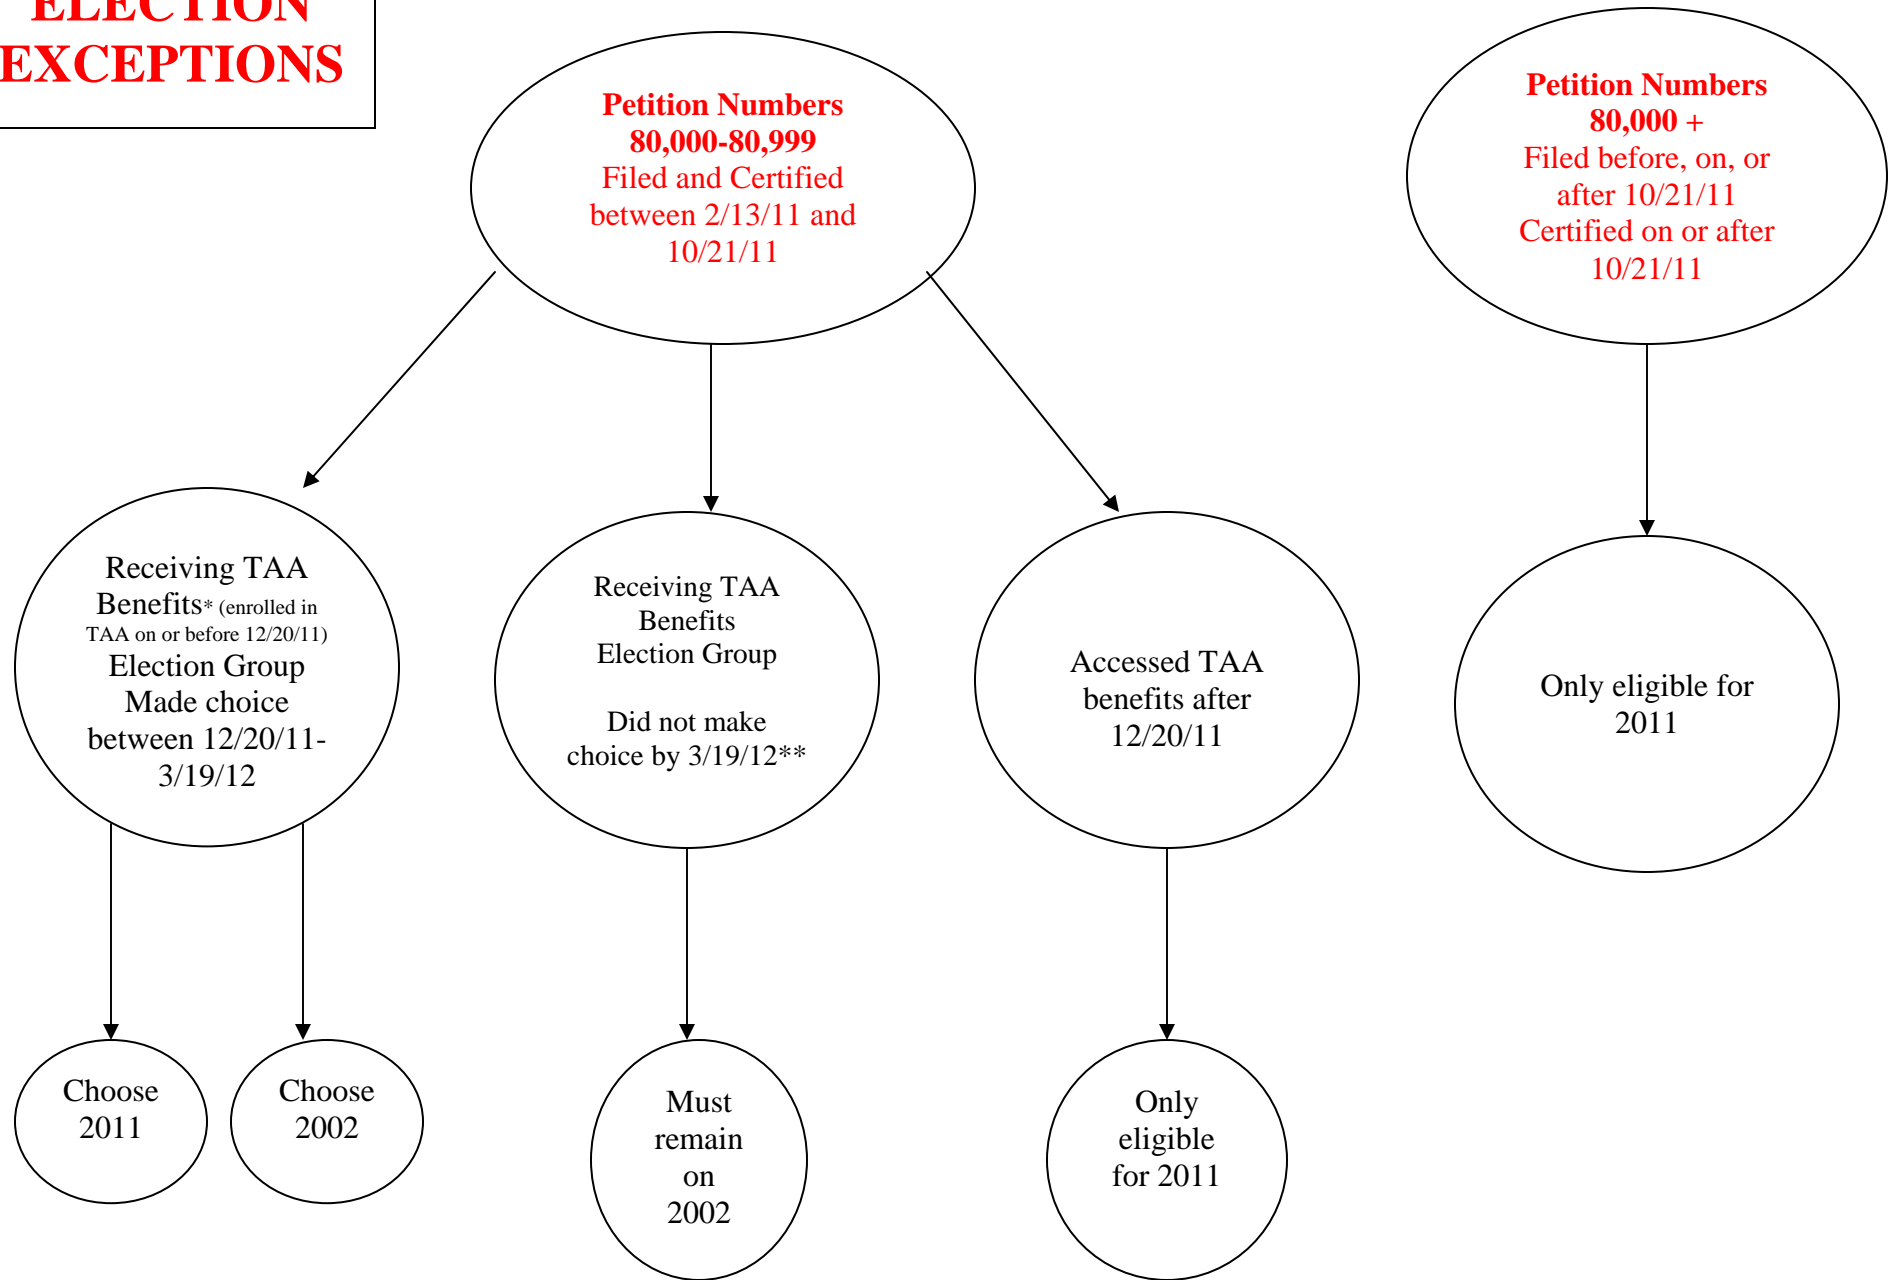 ELECTION
EXCEPTIONS
Petition Numbers
80,000-80,999
Filed and Certified
between 2/13/11 and
10/21/11
Petition Numbers
80,000 +
Filed before, on, or
after 10/21/11
Certified on or after
10/21/11
Receiving TAA
Benefits* (enrolled in
TAA on or before 12/20/11)
Election Group
Made choice
between 12/20/11-
3/19/12
Receiving TAA
Benefits
Election Group
Did not make
choice by 3/19/12**
Accessed TAA
benefits after
12/20/11
Only eligible for
2011
Choose
2011
Choose
2002
Must
remain
on
2002
Only
eligible
for 2011